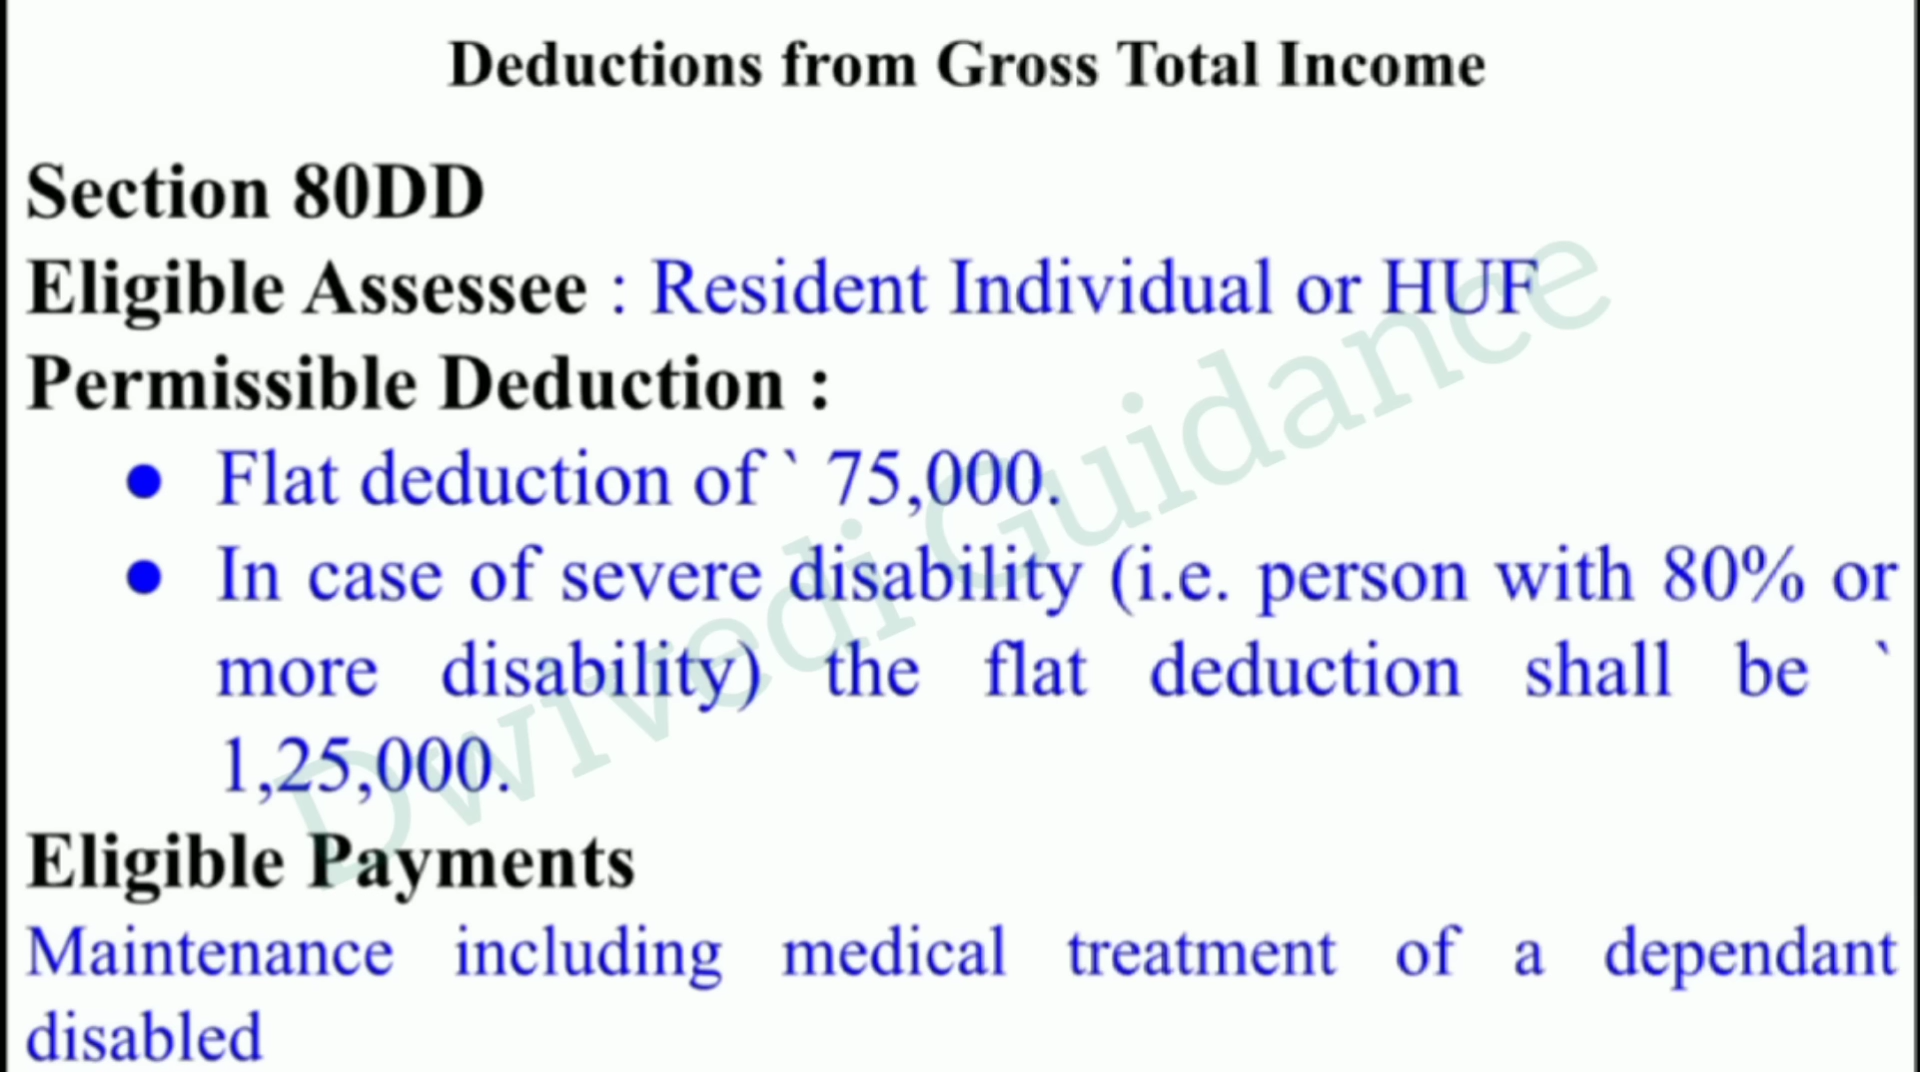 Deductions from Gross Total Income
Section 80DD
Eligible Assessee : Resident Individual or HUF
Permissible Deduction :
● Flat deduction of ` 75,000.
● In case of severe disability (i.e. person with 80% or
more disability) the flat deduction shall be `
1,25,000.
Eligible Payments
Maintenance including medical treatment of a dependant
disabled
Dwivedi Guidance